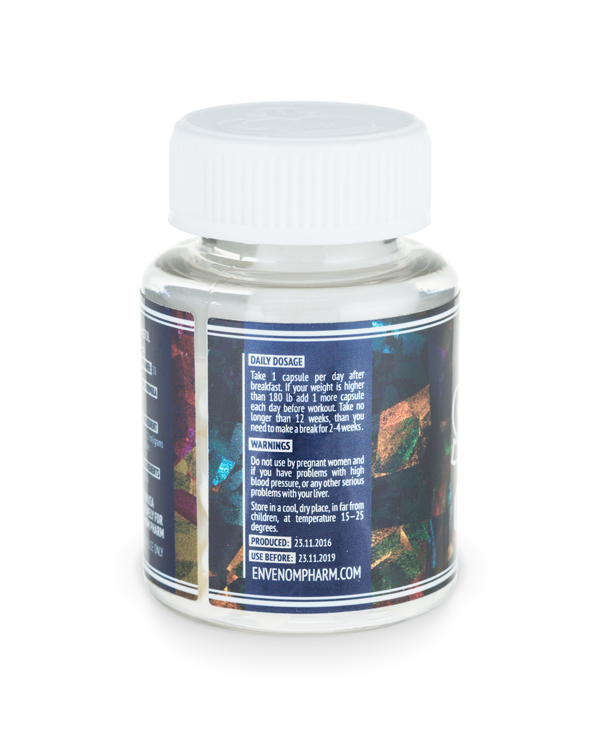 DAILY DOSAGE
Take 1 capsule per day after
breakfast. If your weight is higher
than 180 lb add 1 more capsule
each day before workout. Take no
longer than 12 weeks, than you
need to make a break for 2-4 weeks.
WARNINGS
Do not use by pregnant women and
if you have problems with high
blood pressure, or any other serious
problems with your liver.
Store in a cool, dry place, in far from
children, at temperature 15-25
degrees.
PRODUCED: 23.11.2016
USE BEFORE: 23.11.2019
ENVENOMPHARM.COM
FOR
PHARM
ONLY